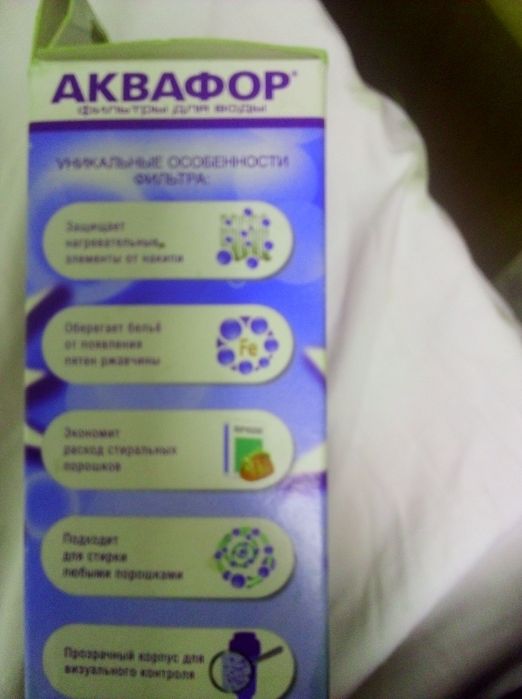 АКВАФОР
ФИЛЬТРЫ ДЛЯ ВОДЫ
УНИКАЛЬНЫЕ ОСОБЕННОСТИ
ФИЛЬТРА:
Защищает
нагревательные
элементы от накипи
Оберегает бельё
от появления
пятен ржавчины
Fe
Экономит
расход стиральных
порошков
Подходит
для стирки
любыми порошками
Прозрачный корпус для
визуального контроля